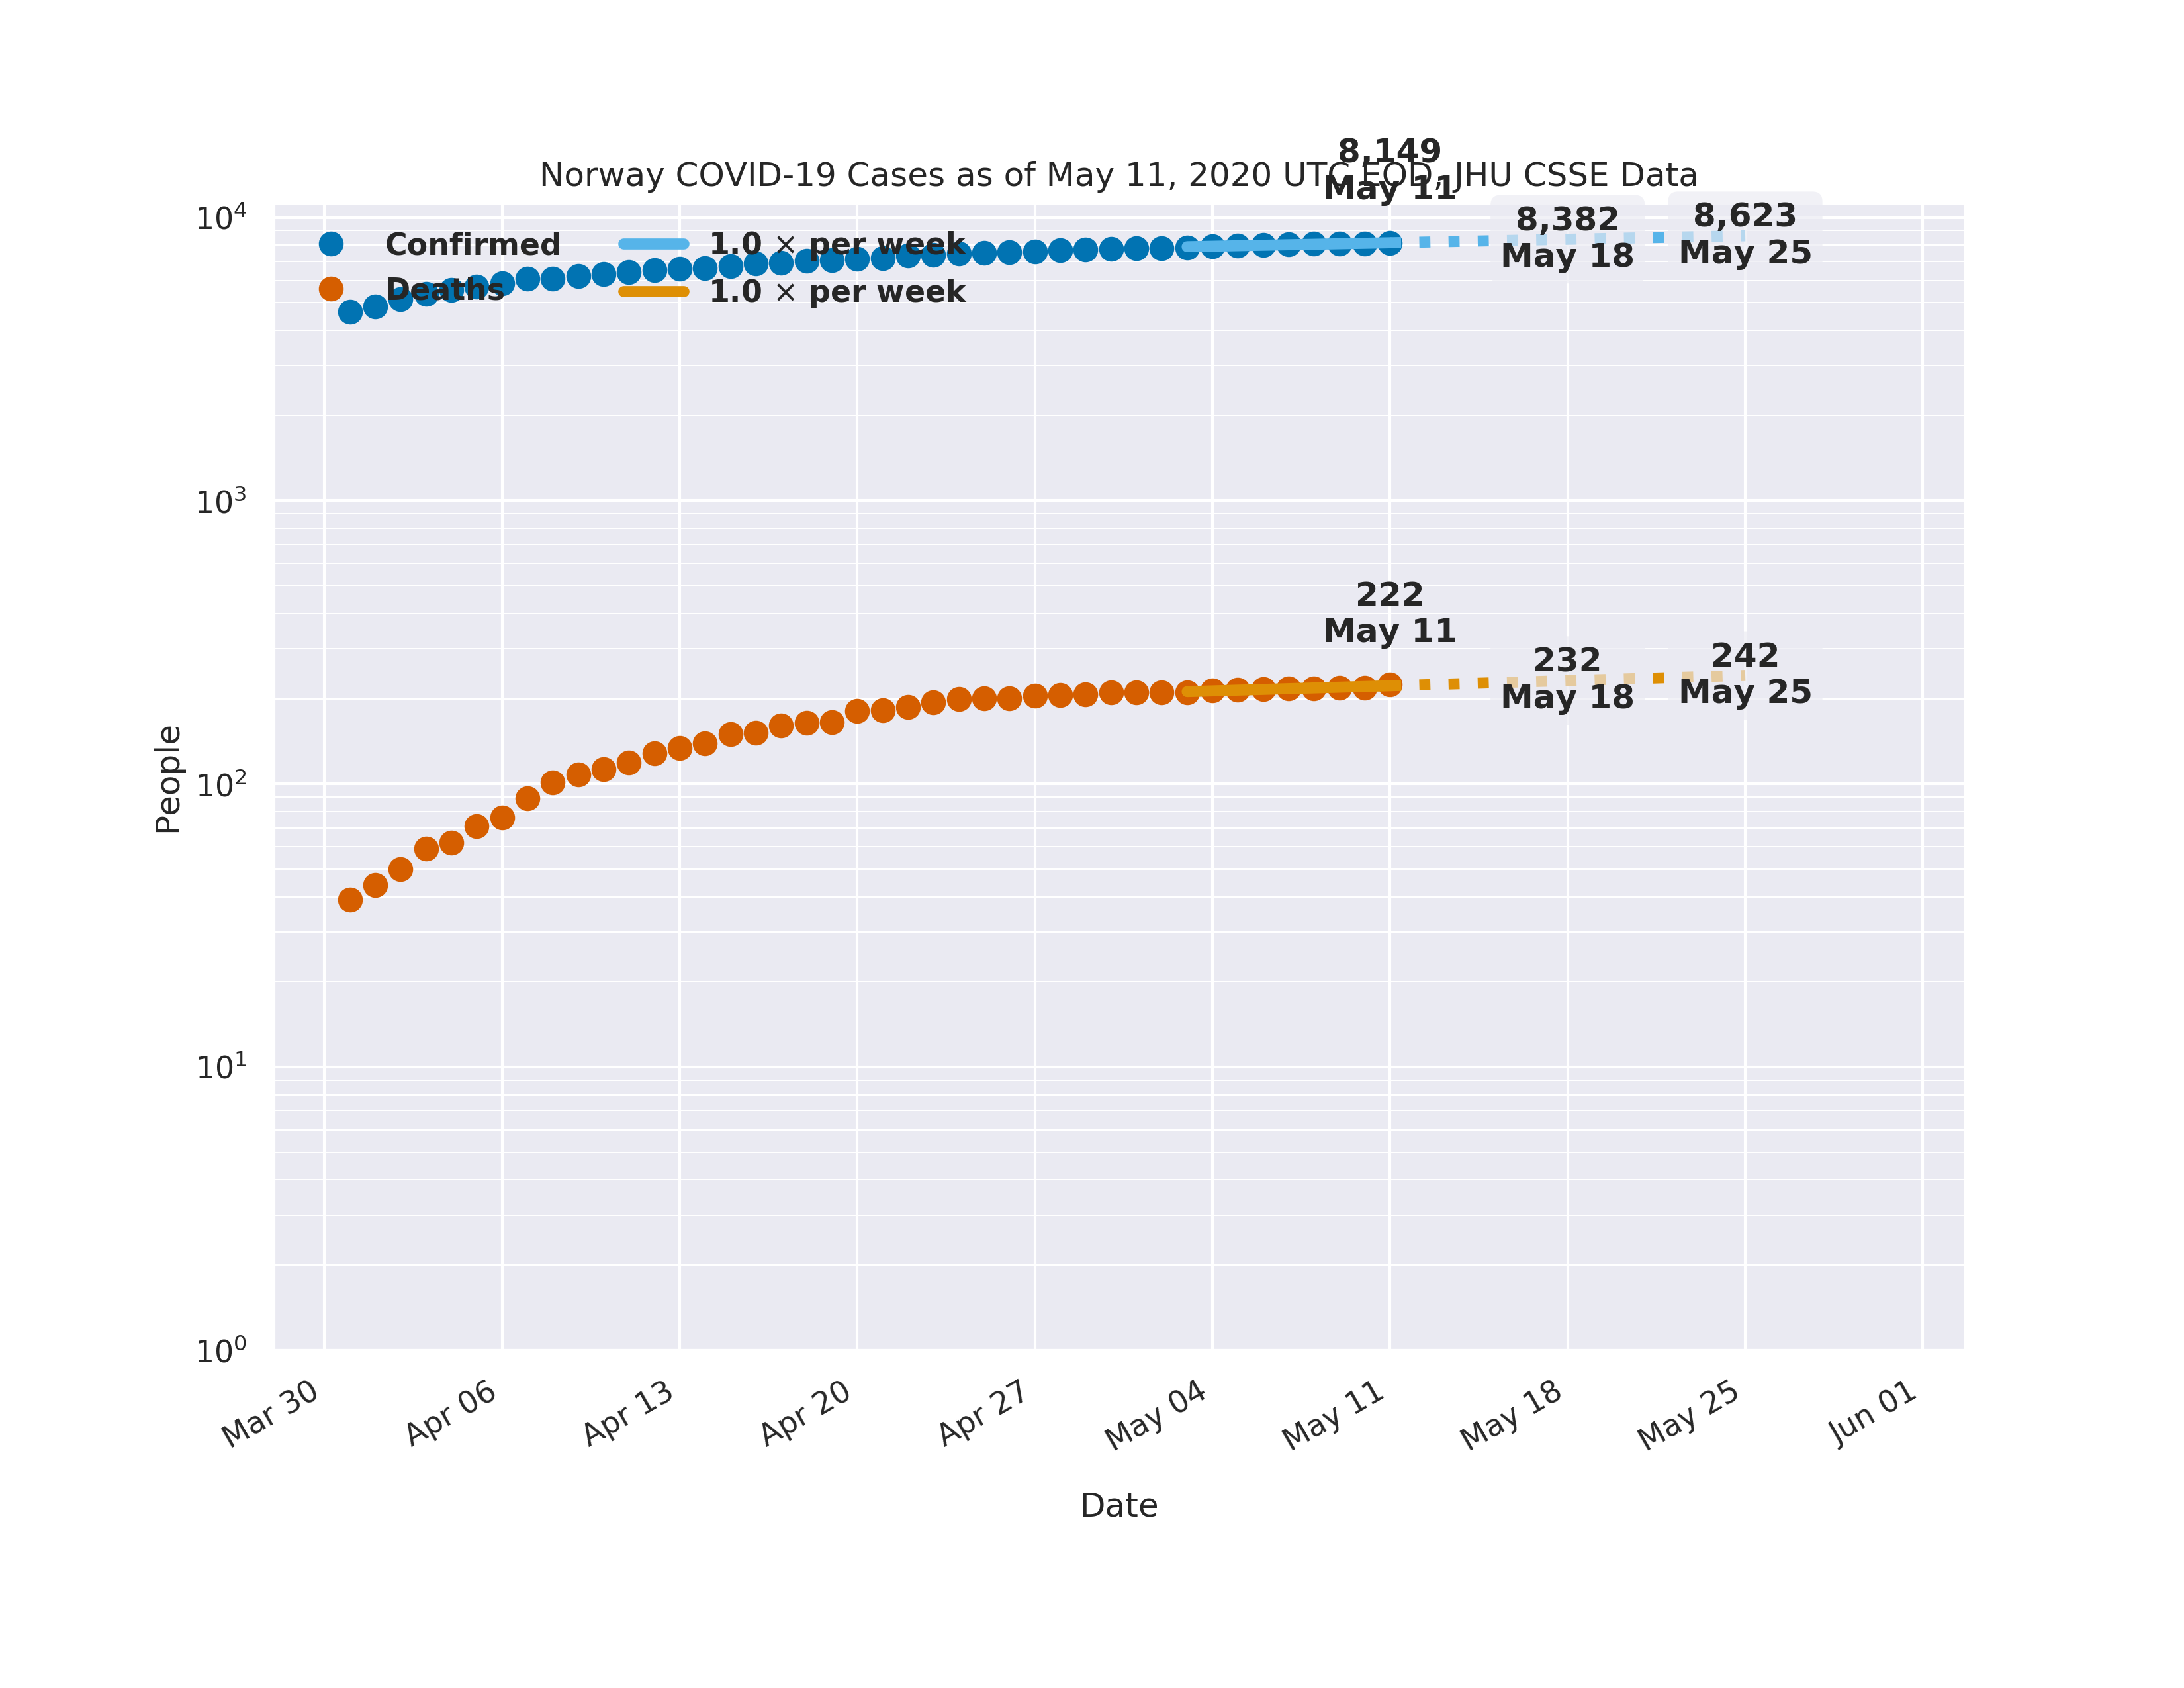 8,149
May 11
Norway COVID-19 Cases as of May 11, 2020 UTC EOD, JHU CSSE Data
10⁴
Confirmed
Deaths
1.0 × per week
1.0 × per week
8,382
May 18
8,623
May 25
10³
222
May 11
232
May 18
242
May 25
People
10²
10¹
10⁰
Mar 30
Apr 06
Apr 13
Apr 20
Apr 27
May 04
May 11
May 18
May 25
Jun 01
Date